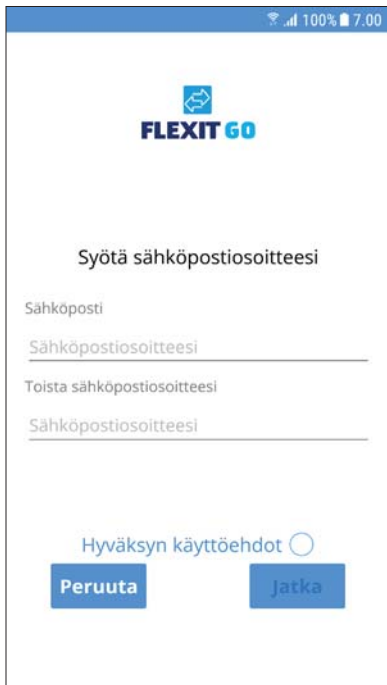 100% 7.00
FLEXIT GO
Syötä sähköpostiosoitteesi
Sähköposti
Sähköpostiosoitteesi
Toista sähköpostiosoitteesi
Sähköpostiosoitteesi
Hyväksyn käyttöehdot
Peruuta Jatka